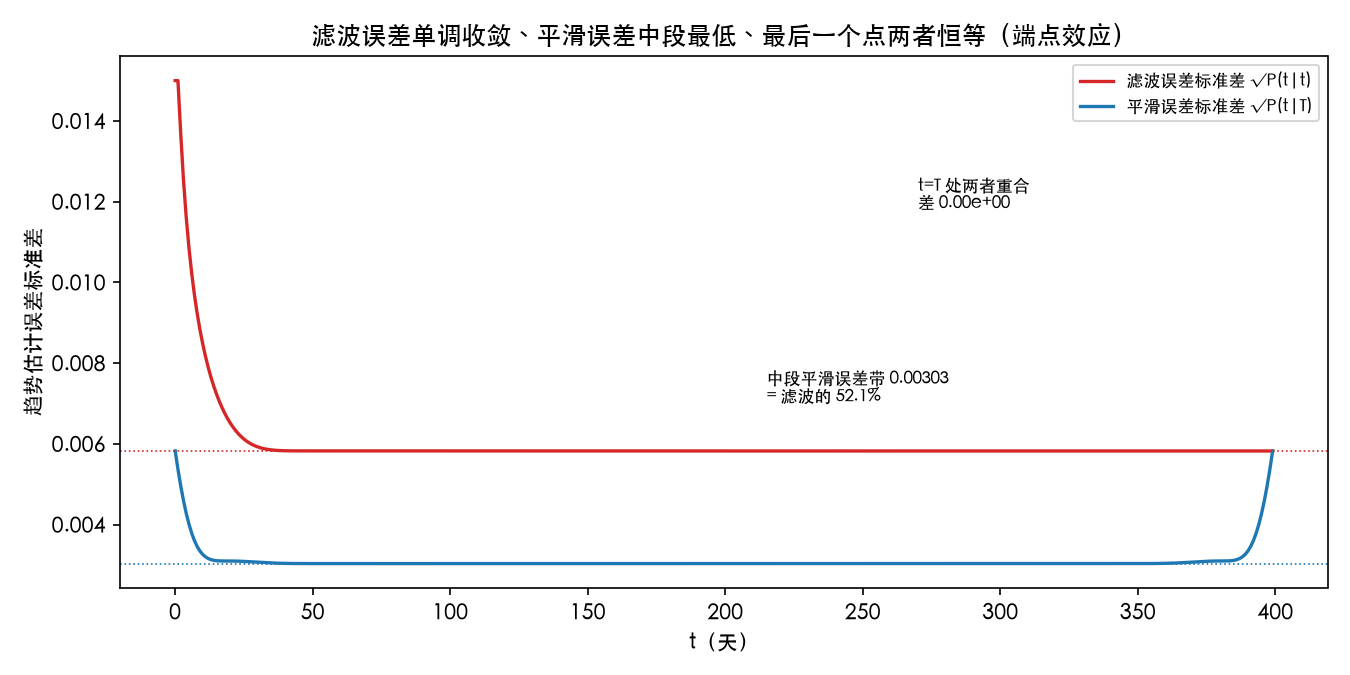 滤波误差单调收敛、平滑误差中段最低、最后一个点两者恒等（端点效应）
滤波误差标准差 √P(t|t)
平滑误差标准差 √P(t|T)
t=T 处两者重合
差 0.00e+00
中段平滑误差带 0.00303
= 滤波的 52.1%
趋势估计误差标准差
0.014
0.012
0.010
0.008
0.006
0.004
0 50 100 150 200 250 300 350 400
t（天）